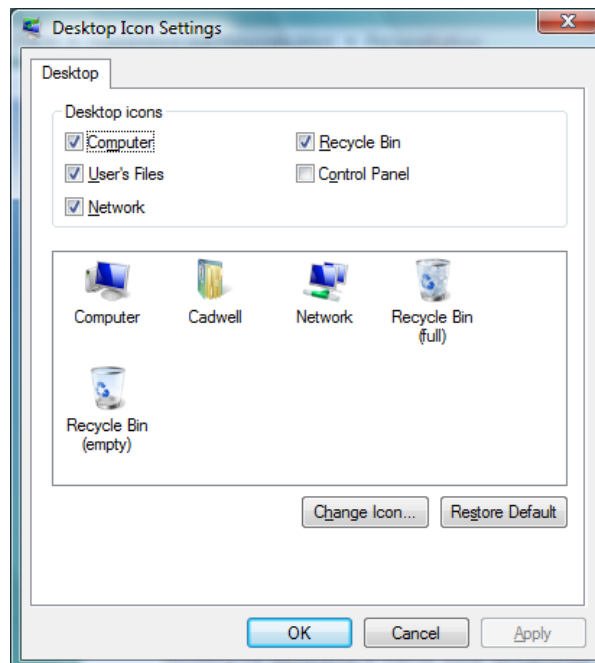 Desktop Icon Settings
Desktop
Desktop icons
Computer
Recycle Bin
User's Files
Control Panel
Network
Computer
Cadwell
Network
Recycle Bin
(full)
Recycle Bin
(empty)
Change Icon...
Restore Default
OK
Cancel
Apply